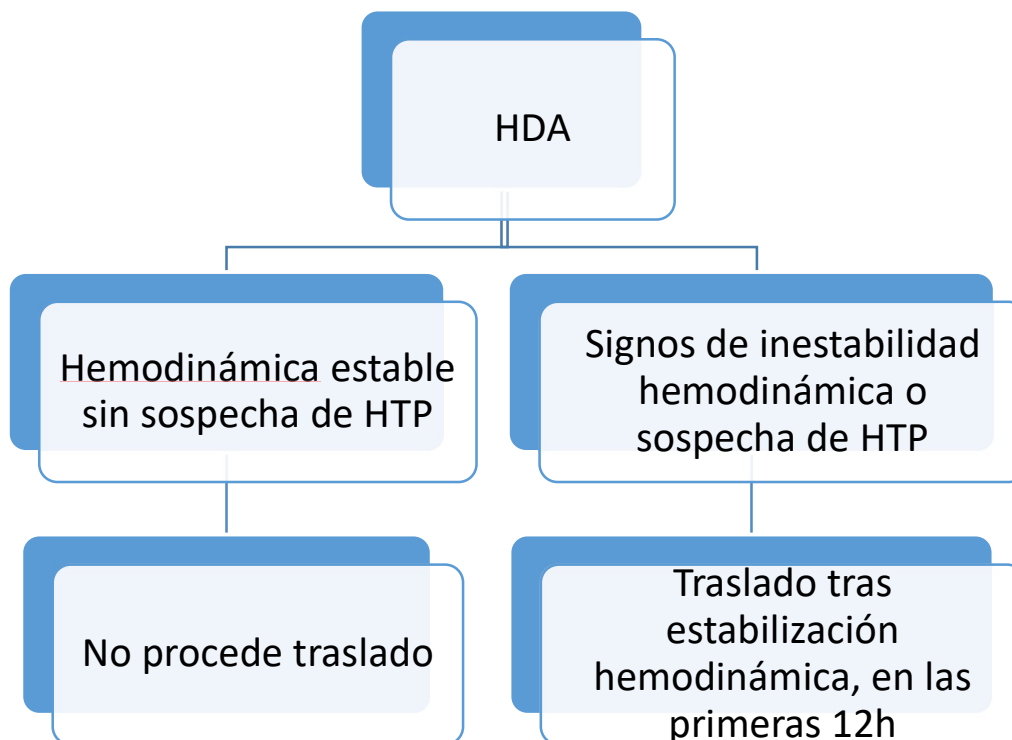 HDA
Hemodinámica estable
sin sospecha de HTP
Signos de inestabilidad
hemodinámica o
sospecha de HTP
No procede traslado
Traslado tras
estabilización
hemodinámica, en las
primeras 12h